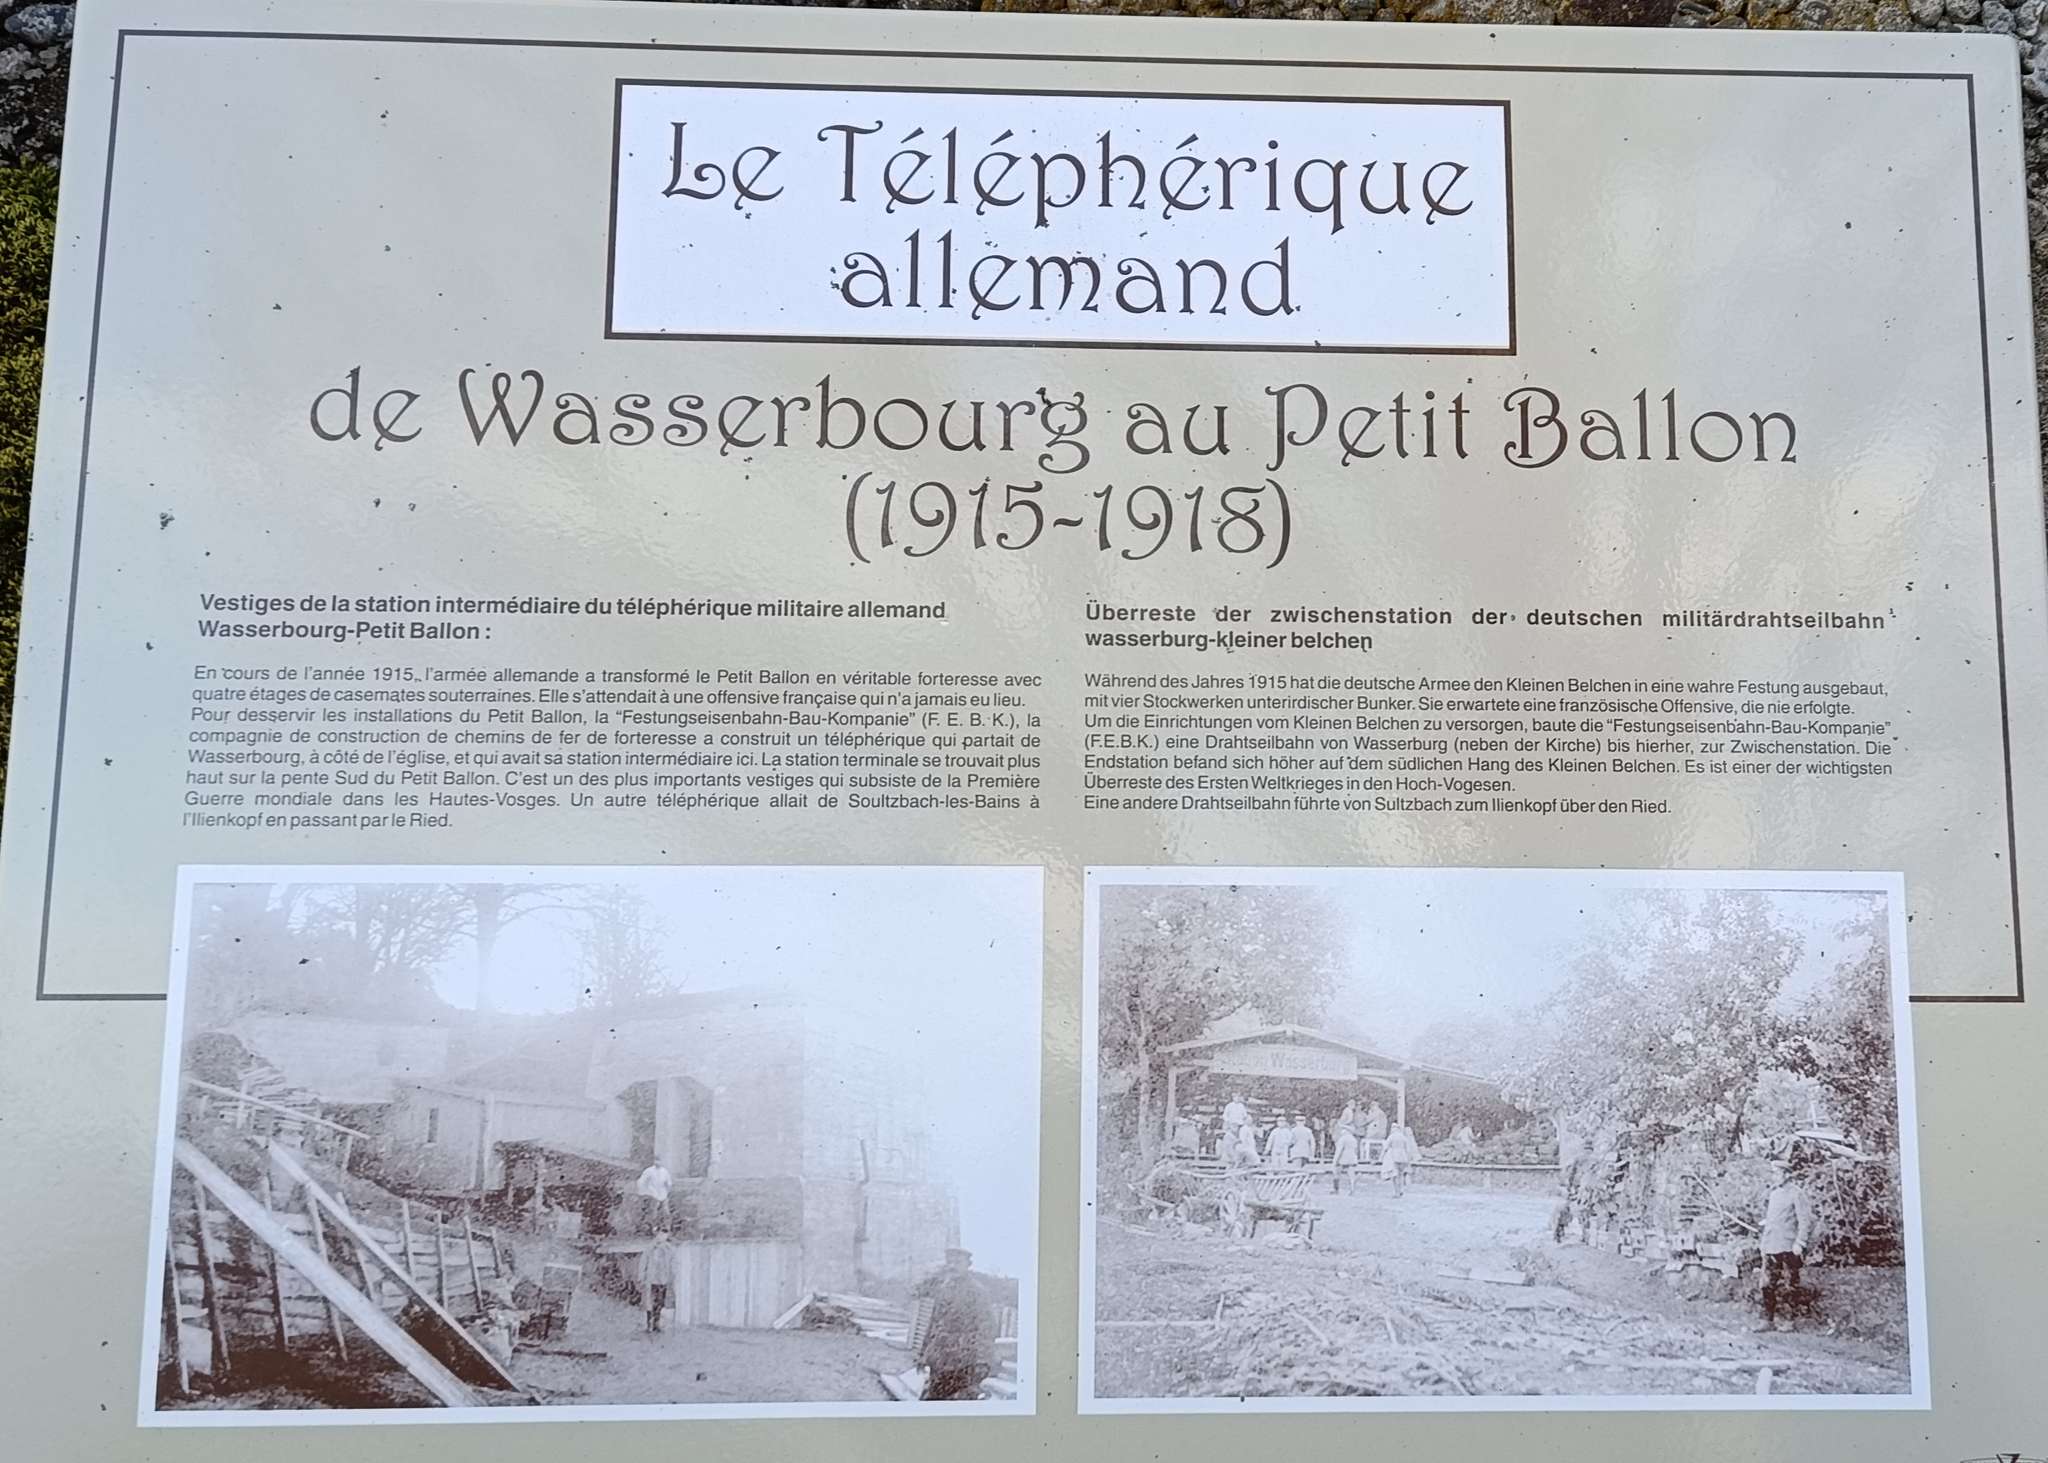 Le Téléphérique
allemand
de Wasserbourg au Petit Ballon
(1915-1918)
Vestiges de la station intermédiaire du téléphérique militaire allemand
Wasserbourg-Petit Ballon :
En cours de l'année 1915, l'armée allemande a transformé le Petit Ballon en véritable forteresse avec
quatre étages de casemates souterraines. Elle s'attendait à une offensive française qui n'a jamais eu lieu.
Pour desservir les installations du Petit Ballon, la "Festungseisenbahn-Bau-Kompanie" (F. E. B. K.), la
compagnie de construction de chemins de fer de forteresse a construit un téléphérique qui partait de
Wasserbourg, à côté de l'église, et qui avait sa station intermédiaire ici. La station terminale se trouvait plus
haut sur la pente Sud du Petit Ballon. C'est un des plus importants vestiges qui subsiste de la Première
Guerre mondiale dans les Hautes-Vosges. Un autre téléphérique allait de Soultzbach-les-Bains à
l'Ilienkopf en passant par le Ried.
Überreste der zwischenstation der deutschen militärdrahtseilbahn
wasserburg-kleiner belchen
Während des Jahres 1915 hat die deutsche Armee den Kleinen Belchen in eine wahre Festung ausgebaut,
mit vier Stockwerken unterirdischer Bunker. Sie erwartete eine französische Offensive, die nie erfolgte.
Um die Einrichtungen vom Kleinen Belchen zu versorgen, baute die "Festungseisenbahn-Bau-Kompanie"
(F.E.B.K.) eine Drahtseilbahn von Wasserburg (neben der Kirche) bis hierher, zur Zwischenstation. Die
Endstation befand sich höher auf dem südlichen Hang des Kleinen Belchen. Es ist einer der wichtigsten
Überreste des Ersten Weltkrieges in den Hoch-Vogesen.
Eine andere Drahtseilbahn führte von Sultzbach zum Ilienkopf über den Ried.